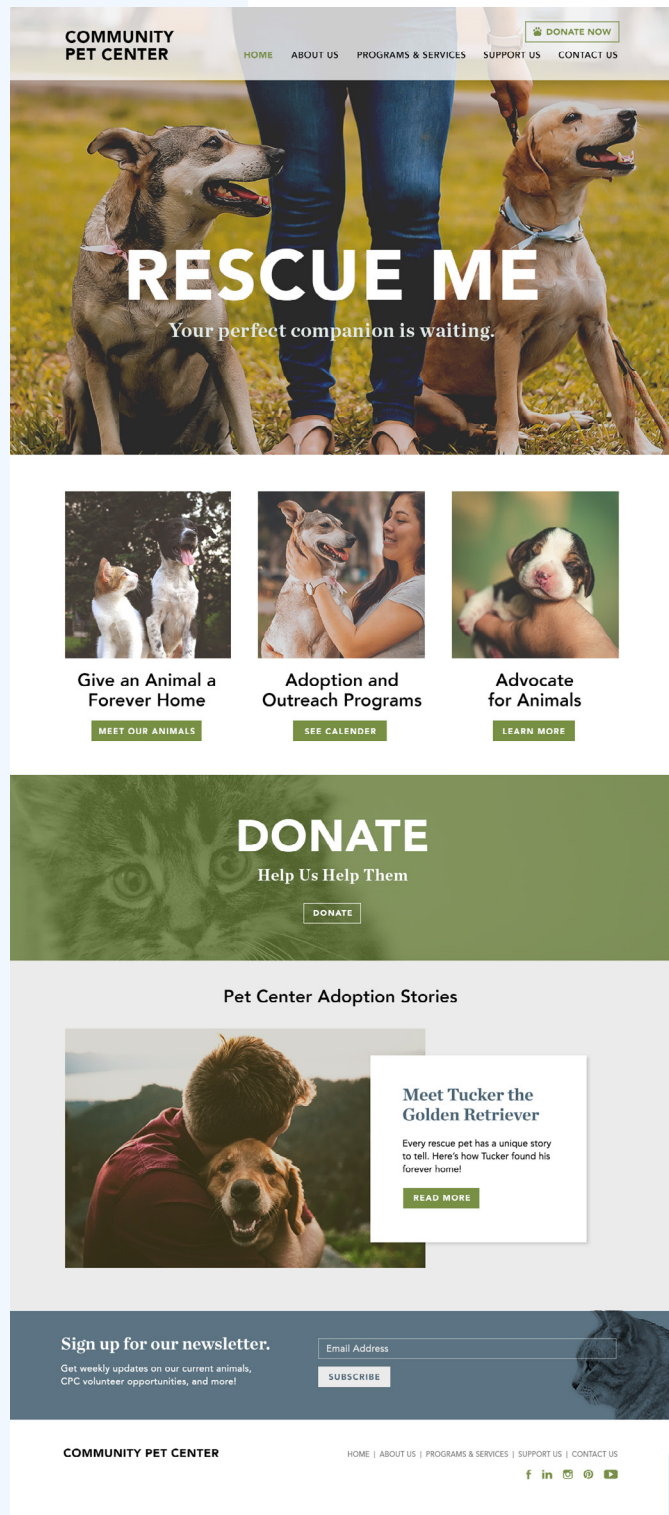 COMMUNITY
PET CENTER
DONATE NOW
HOME ABOUT US PROGRAMS & SERVICES SUPPORT US CONTACT US
RESCUE ME
Your perfect companion is waiting.
Give an Animal a
Forever Home
MEET OUR ANIMALS
Adoption and
Outreach Programs
SEE CALENDER
Advocate
for Animals
LEARN MORE
DONATE
Help Us Help Them
DONATE
Pet Center Adoption Stories
Meet Tucker the
Golden Retriever
Every rescue pet has a unique story
to tell. Here's how Tucker found his
forever home!
READ MORE
Sign up for our newsletter.
Get weekly updates on our current animals,
CPC volunteer opportunities, and more!
Email Address
SUBSCRIBE
COMMUNITY PET CENTER
HOME | ABOUT US | PROGRAMS & SERVICES | SUPPORT US | CONTACT US